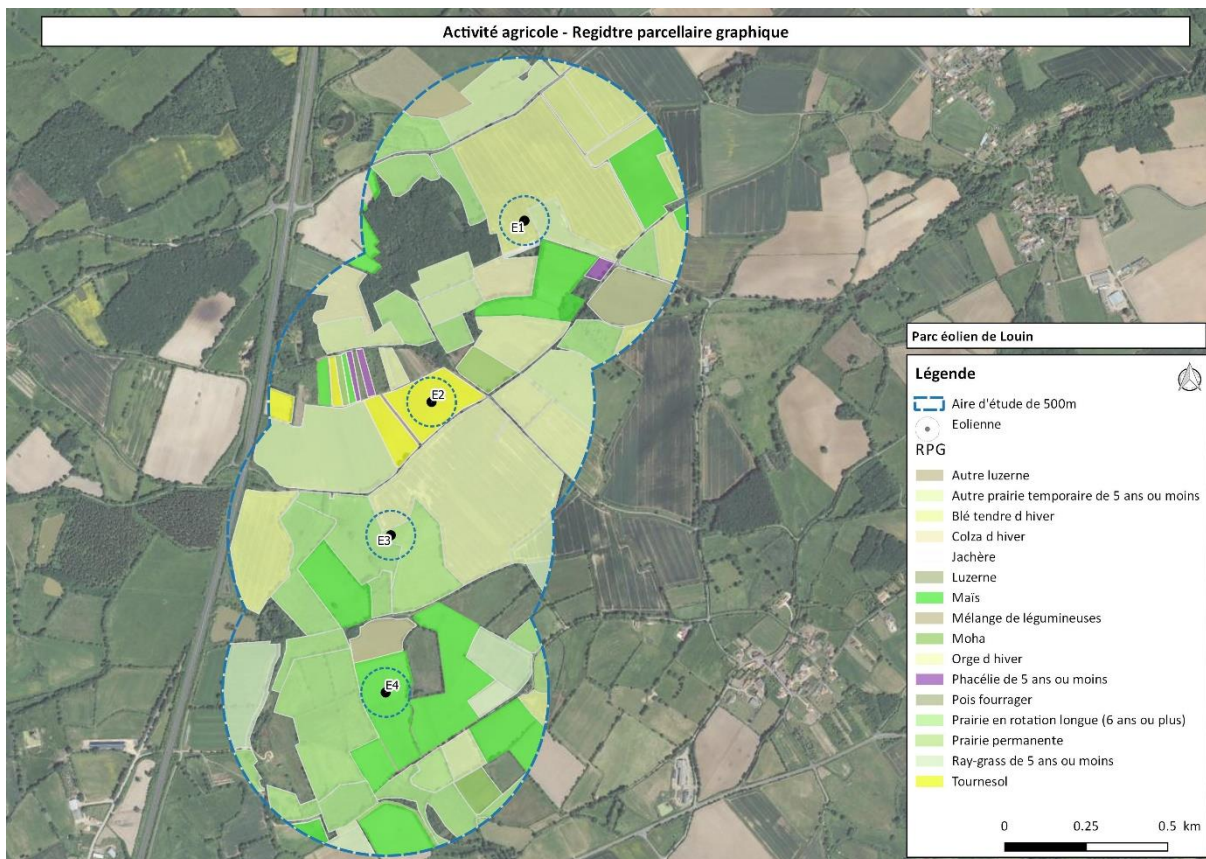 Activité agricole - Regidtre parcellaire graphique
E1
E2
E3
E4
Parc éolien de Louin
Légende
Aire d'étude de 500m
Eolienne
RPG
Autre luzerne
Autre prairie temporaire de 5 ans ou moins
Blé tendre d hiver
Colza d hiver
Jachère
Luzerne
Maïs
Mélange de légumineuses
Moha
Orge d hiver
Phacélie de 5 ans ou moins
Pois fourrager
Prairie en rotation longue (6 ans ou plus)
Prairie permanente
Ray-grass de 5 ans ou moins
Tournesol
0 0.25 0.5 km